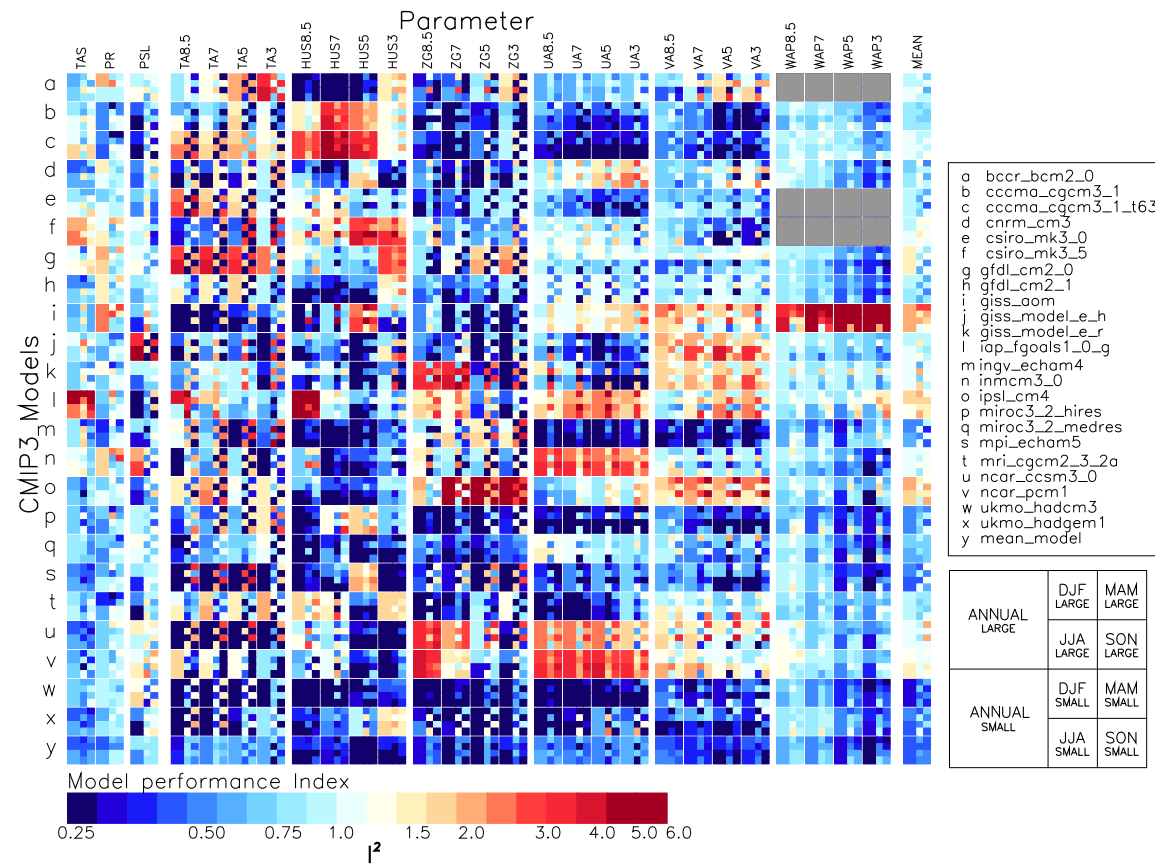 Parameter
TAS PR PSL TA8.5 TA7 TA5 TA3 HUS8.5 HUS7 HUS5 HUS3 ZG8.5 ZG7 ZG5 ZG3 UA8.5 UA7 UA5 UA3 VA8.5 VA7 VA5 VA3 WAP8.5 WAP7 WAP5 WAP3 MEAN
CMIP3_Models
a
b
c
d
e
f
g
h
i
j
k
l
m
n
o
p
q
s
t
u
v
w
x
y
a bccr_bcm2_0
b cccma_cgcm3_1
c cccma_cgcm3_1_t63
d cnrm_cm3
e csiro_mk3_0
f csiro_mk3_5
g gfdl_cm2_0
h gfdl_cm2_1
i giss_aom
j giss_model_e_h
k giss_model_e_r
l iap_fgoals1_0_g
m ingv_echam4
n inmcm3_0
o ipsl_cm4
p miroc3_2_hires
q miroc3_2_medres
s mpi_echam5
t mri_cgcm2_3_2a
u ncar_ccsm3_0
v ncar_pcm1
w ukmo_hadcm3
x ukmo_hadgem1
y mean_model
ANNUAL
LARGE
DJF
LARGE
MAM
LARGE
JJA
LARGE
SON
LARGE
ANNUAL
SMALL
DJF
SMALL
MAM
SMALL
JJA
SMALL
SON
SMALL
Model performance Index
0.25 0.50 0.75 1.0 1.5 2.0 3.0 4.0 5.0 6.0
I²